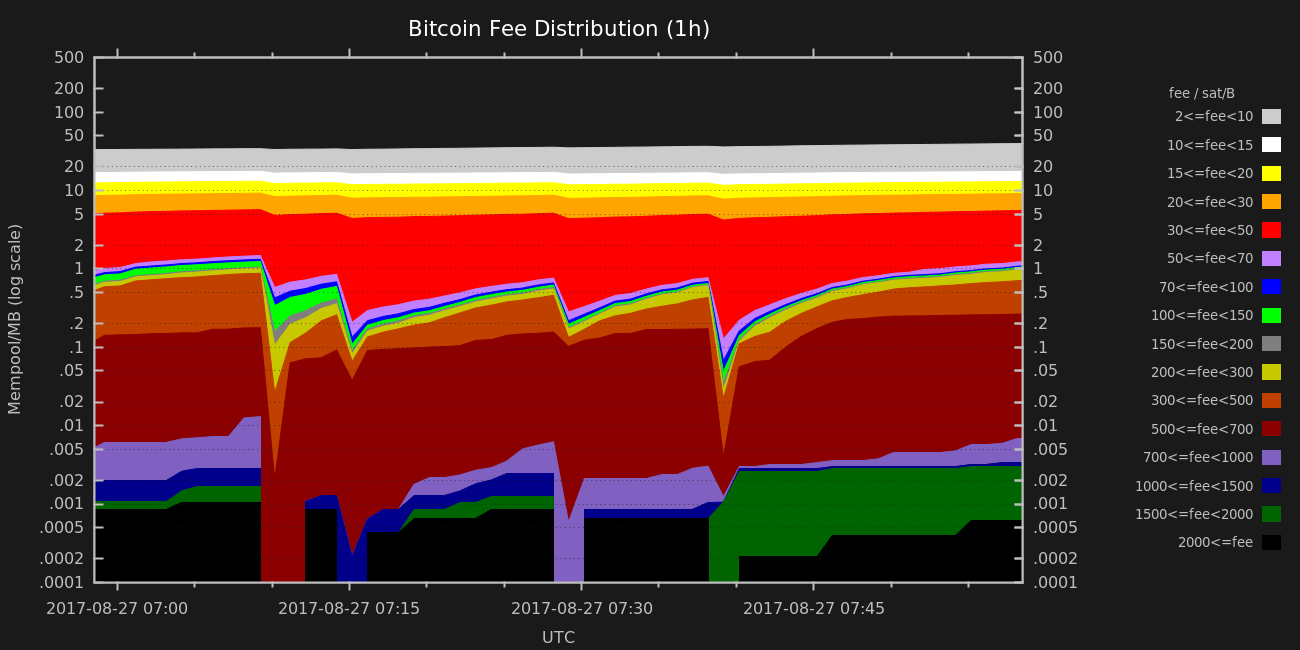 Bitcoin Fee Distribution (1h)
500
200
100
50
20
10
5
2
1
.5
.2
.1
.05
.02
.01
.005
.002
.001
.0005
.0002
.0001
Mempool/MB (log scale)
500
200
100
50
20
10
5
2
1
.5
.2
.1
.05
.02
.01
.005
.002
.001
.0005
.0002
.0001
2017-08-27 07:00
2017-08-27 07:15
2017-08-27 07:30
2017-08-27 07:45
UTC
fee / sat/B
2<=fee<10
10<=fee<15
15<=fee<20
20<=fee<30
30<=fee<50
50<=fee<70
70<=fee<100
100<=fee<150
150<=fee<200
200<=fee<300
300<=fee<500
500<=fee<700
700<=fee<1000
1000<=fee<1500
1500<=fee<2000
2000<=fee